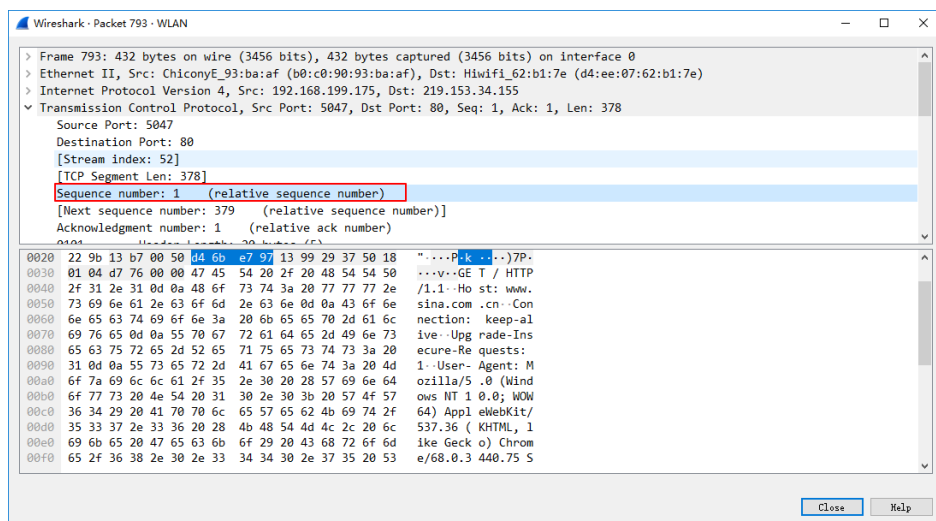 Wireshark · Packet 793 · WLAN
Frame 793: 432 bytes on wire (3456 bits), 432 bytes captured (3456 bits) on interface 0
Ethernet II, Src: ChiconyE_93:ba:af (b0:c0:90:93:ba:af), Dst: Hiwifi_62:b1:7e (d4:ee:07:62:b1:7e)
Internet Protocol Version 4, Src: 192.168.199.175, Dst: 219.153.34.155
Transmission Control Protocol, Src Port: 5047, Dst Port: 80, Seq: 1, Ack: 1, Len: 378
Source Port: 5047
Destination Port: 80
[Stream index: 52]
[TCP Segment Len: 378]
Sequence number: 1    (relative sequence number)
[Next sequence number: 379    (relative sequence number)]
Acknowledgment number: 1    (relative ack number)
0101 .... = Header Length: 20 bytes (5)
0020  22 9b 13 b7 00 50 d4 6b  e7 97 13 99 29 37 50 18   "····P·k ····)7P·
0030  01 04 d7 76 00 00 47 45  54 20 2f 20 48 54 54 50   ···v··GE T / HTTP
0040  2f 31 2e 31 0d 0a 48 6f  73 74 3a 20 77 77 77 2e   /1.1··Ho st: www.
0050  73 69 6e 61 2e 63 6f 6d  2e 63 6e 0d 0a 43 6f 6e   sina.com .cn··Con
0060  6e 65 63 74 69 6f 6e 3a  20 6b 65 65 70 2d 61 6c   nection:  keep-al
0070  69 76 65 0d 0a 55 70 67  72 61 64 65 2d 49 6e 73   ive··Upg rade-Ins
0080  65 63 75 72 65 2d 52 65  71 75 65 73 74 73 3a 20   ecure-Re quests:
0090  31 0d 0a 55 73 65 72 2d  41 67 65 6e 74 3a 20 4d   1··User- Agent: M
00a0  6f 7a 69 6c 6c 61 2f 35  2e 30 20 28 57 69 6e 64   ozilla/5 .0 (Wind
00b0  6f 77 73 20 4e 54 20 31  30 2e 30 3b 20 57 4f 57   ows NT 1 0.0; WOW
00c0  36 34 29 20 41 70 70 6c  65 57 65 62 4b 69 74 2f   64) Appl eWebKit/
00d0  35 33 37 2e 33 36 20 28  4b 48 54 4d 4c 2c 20 6c   537.36 ( KHTML, l
00e0  69 6b 65 20 47 65 63 6b  6f 29 20 43 68 72 6f 6d   ike Geck o) Chrom
00f0  65 2f 36 38 2e 30 2e 33  34 34 30 2e 37 35 20 53   e/68.0.3 440.75 S
Close
Help